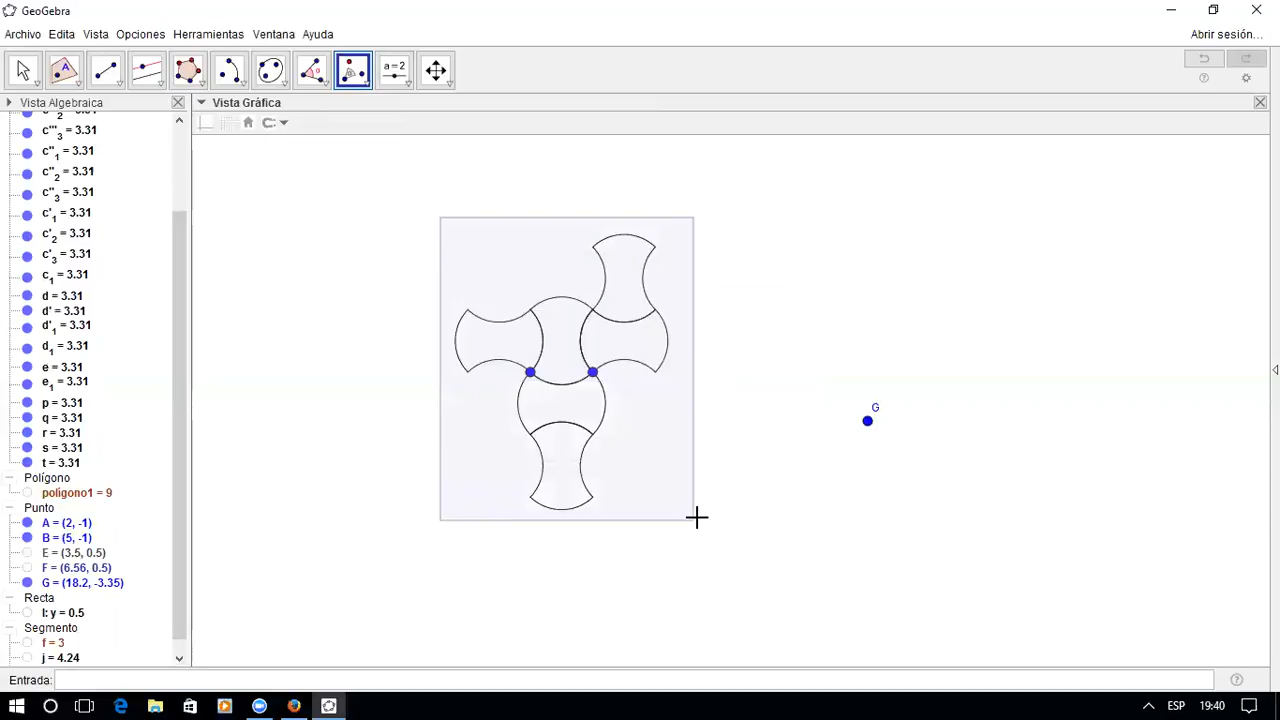 GeoGebra
Archivo Edita Vista Opciones Herramientas Ventana Ayuda
Abrir sesión...
A
a = 2
Vista Algebraica
Vista Gráfica
c'''₃ = 3.31
c''₁ = 3.31
c''₂ = 3.31
c''₃ = 3.31
c'₁ = 3.31
c'₂ = 3.31
c'₃ = 3.31
c₁ = 3.31
d = 3.31
d' = 3.31
d'₁ = 3.31
d₁ = 3.31
e = 3.31
e₁ = 3.31
p = 3.31
q = 3.31
r = 3.31
s = 3.31
t = 3.31
Polígono
polígono1 = 9
Punto
A = (2, -1)
B = (5, -1)
E = (3.5, 0.5)
F = (6.56, 0.5)
G = (18.2, -3.35)
Recta
l: y = 0.5
Segmento
f = 3
j = 4.24
G
Entrada:
ESP
19:40